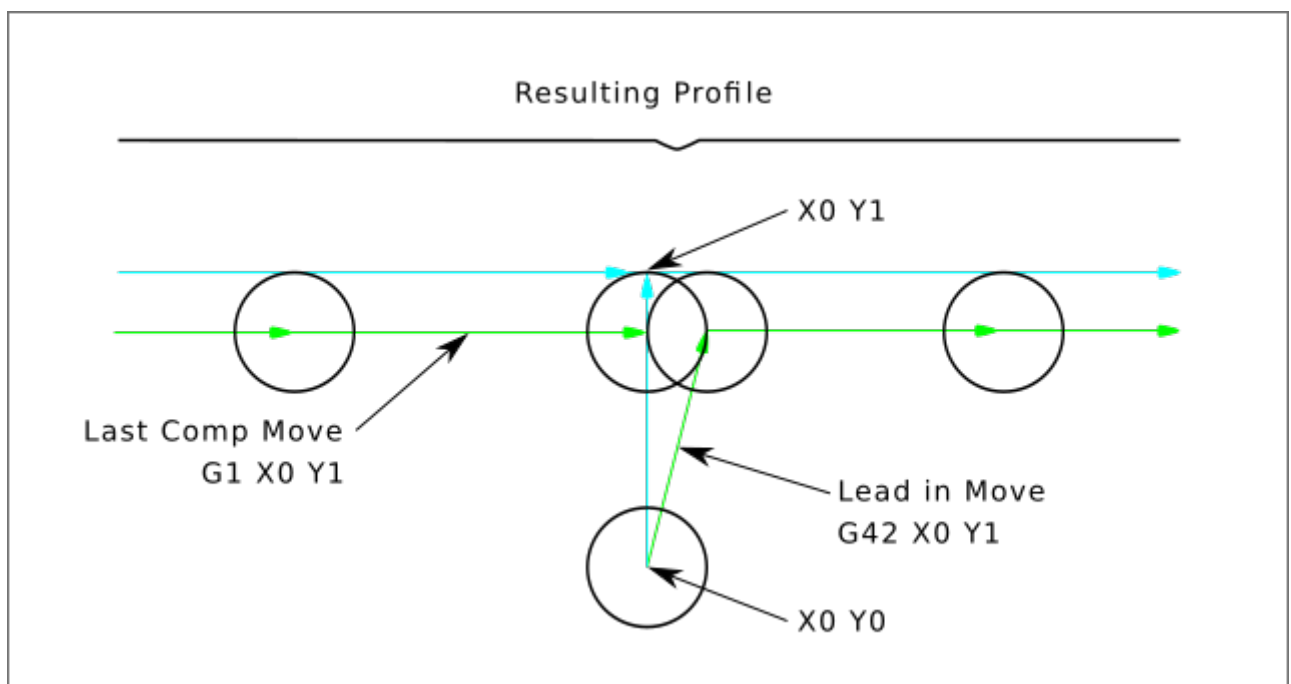 Resulting Profile
X0 Y1
Last Comp Move
G1 X0 Y1
Lead in Move
G42 X0 Y1
X0 Y0